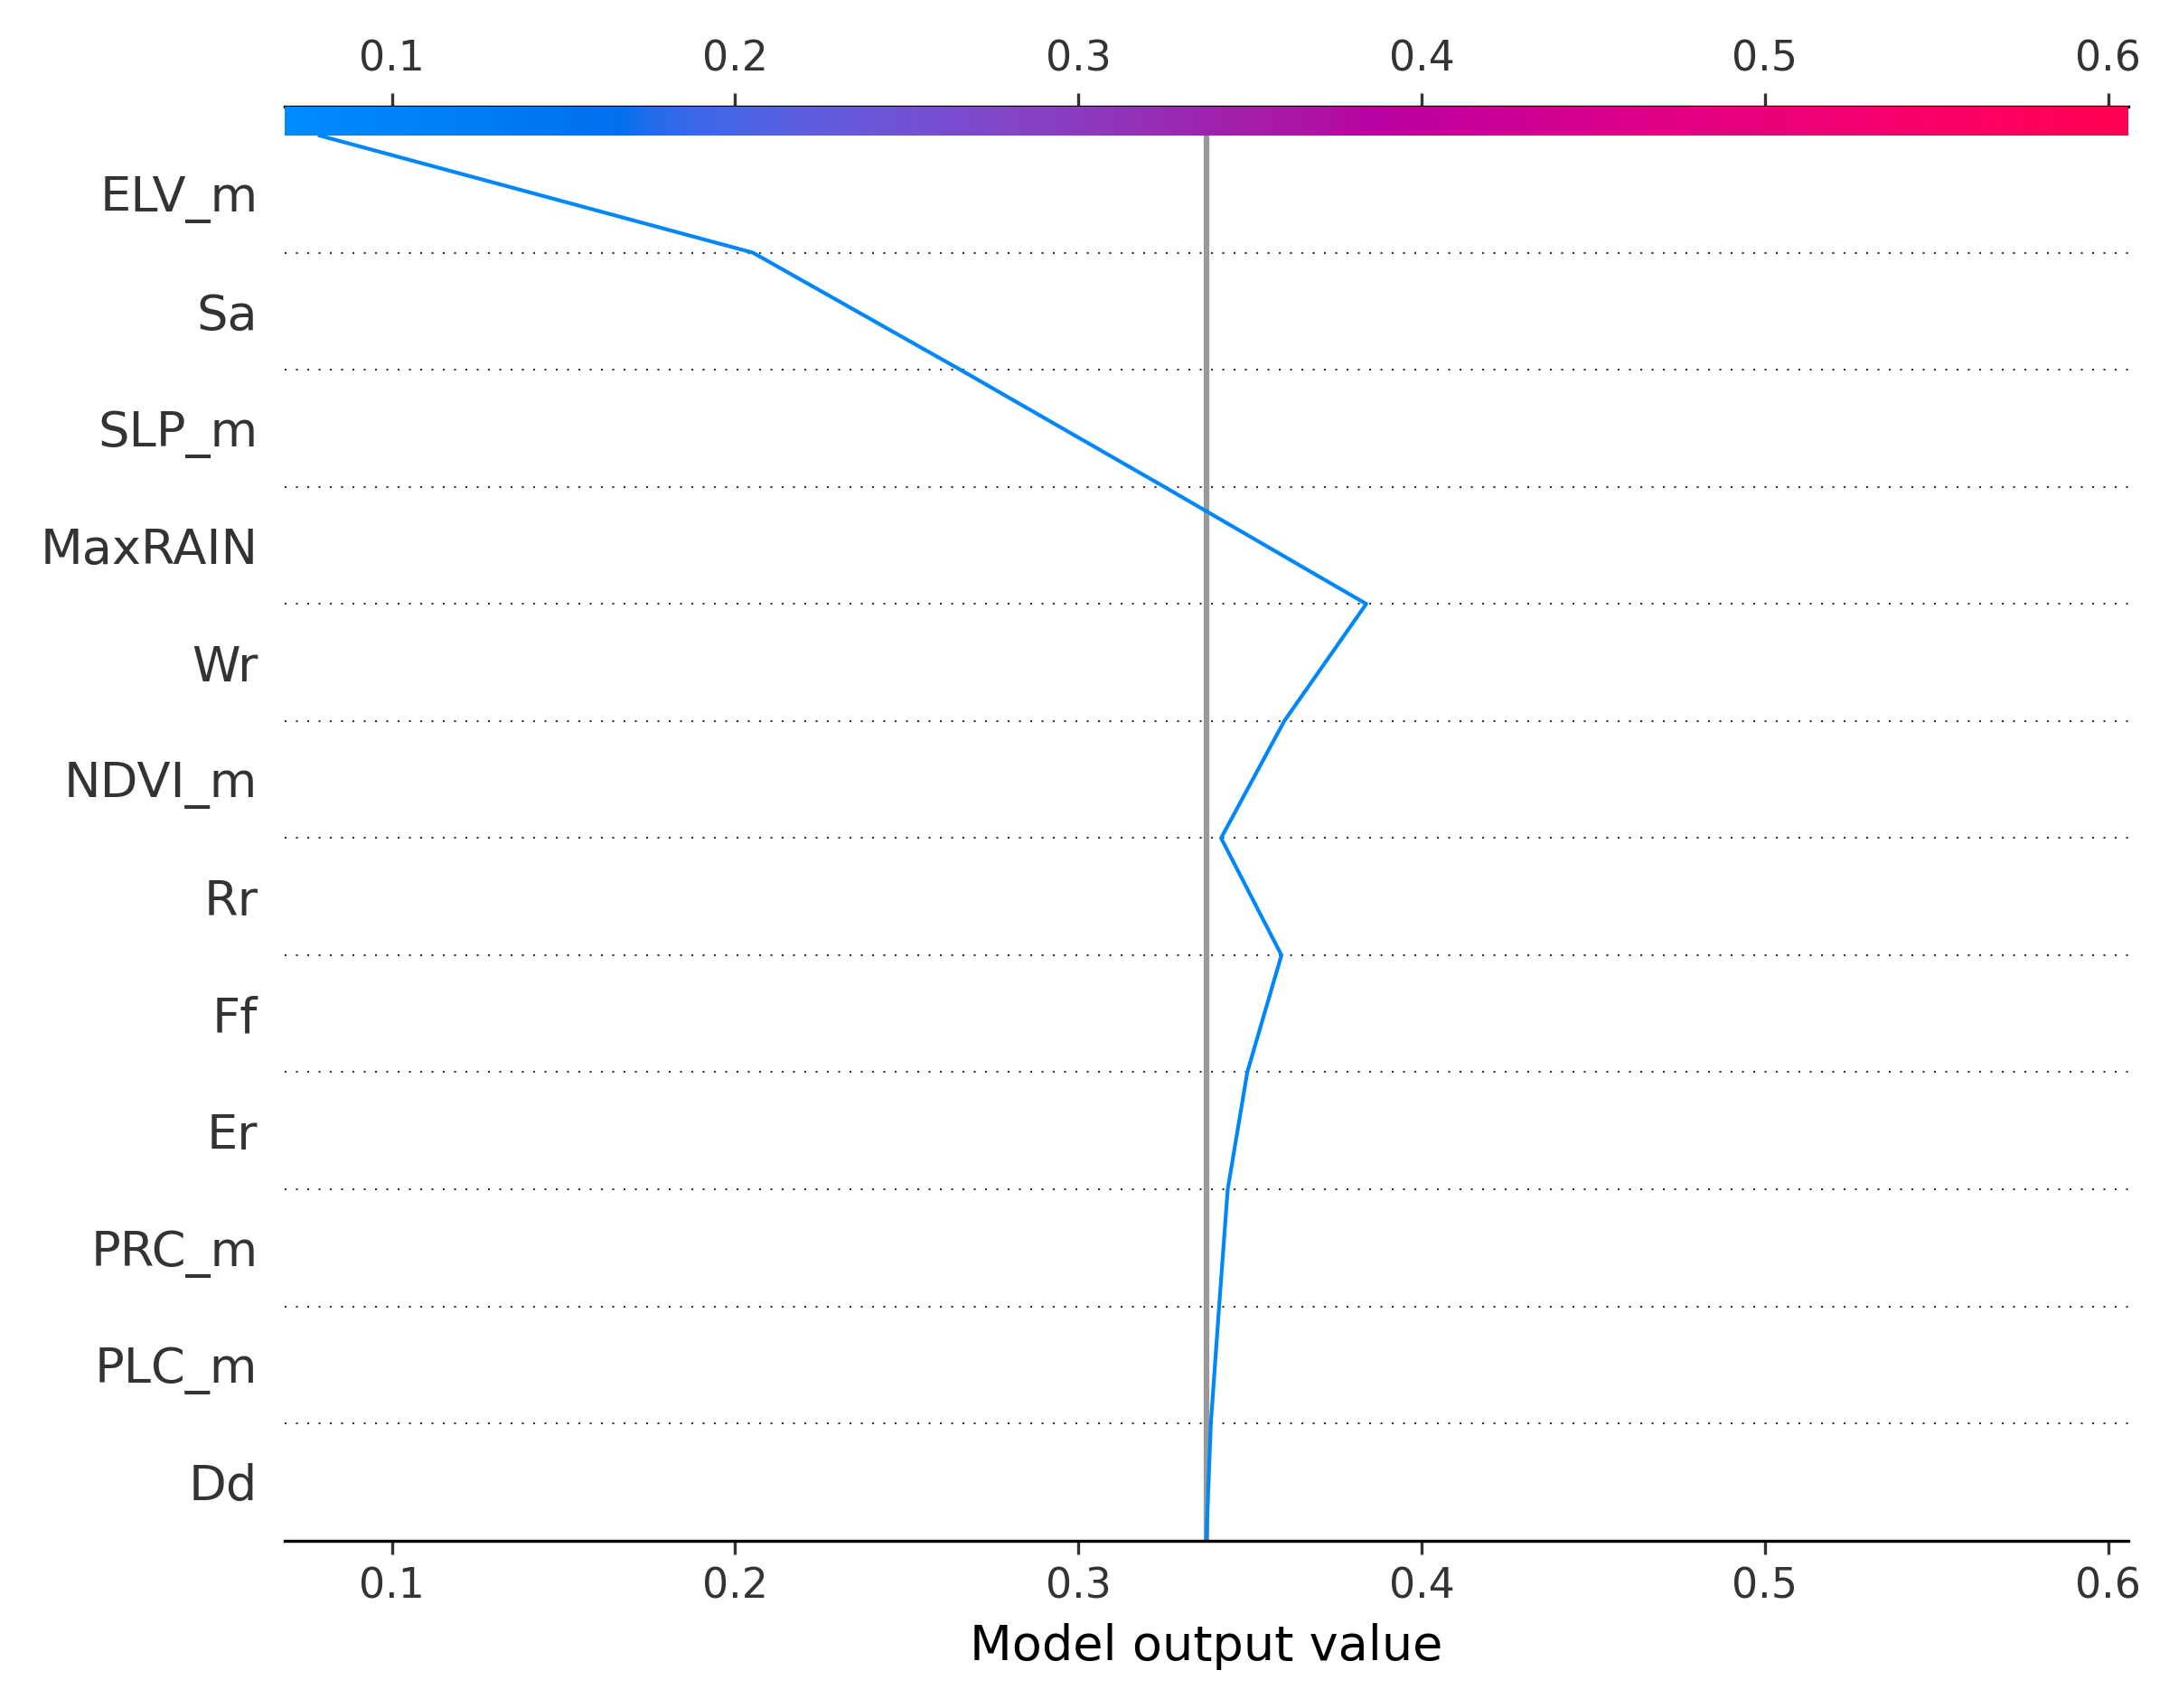 0.1 0.2 0.3 0.4 0.5 0.6
ELV_m
Sa
SLP_m
MaxRAIN
Wr
NDVI_m
Rr
Ff
Er
PRC_m
PLC_m
Dd
0.1 0.2 0.3 0.4 0.5 0.6
Model output value